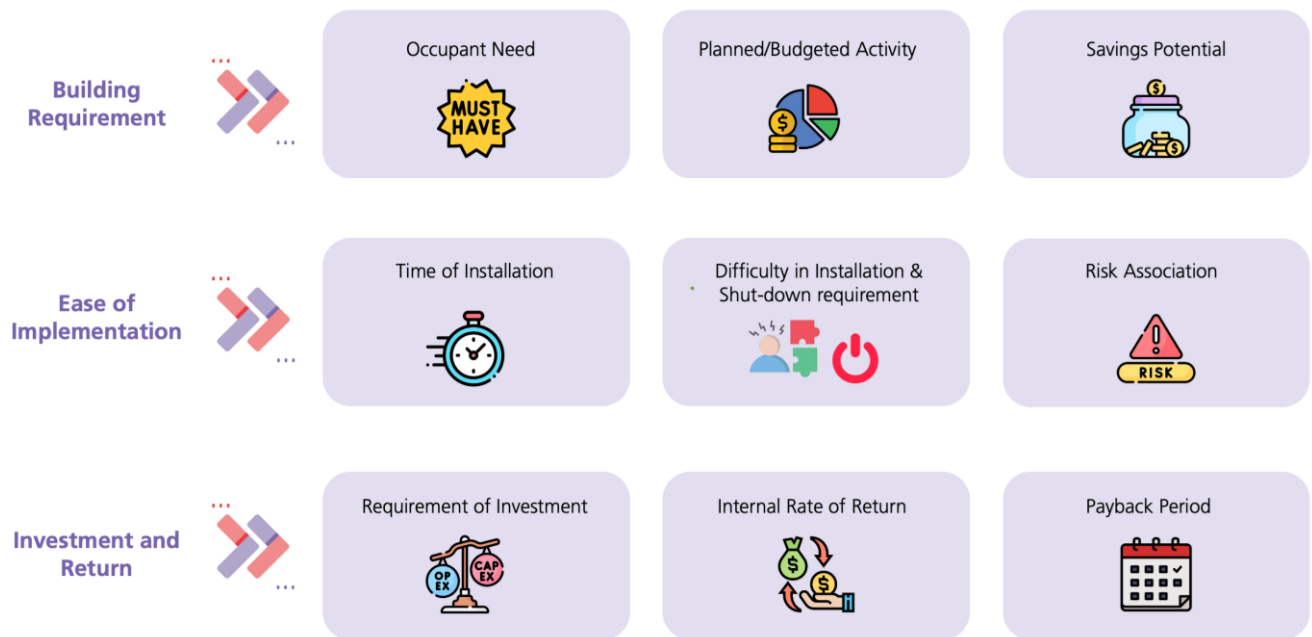 Building
Requirement
Occupant Need
MUST
HAVE
Planned/Budgeted Activity
$
Savings Potential
$
$
Ease of
Implementation
Time of Installation
Difficulty in Installation &
Shut-down requirement
Risk Association
!
RISK
Investment and
Return
Requirement of Investment
OP
EX
CAP
EX
Internal Rate of Return
$
$
Payback Period